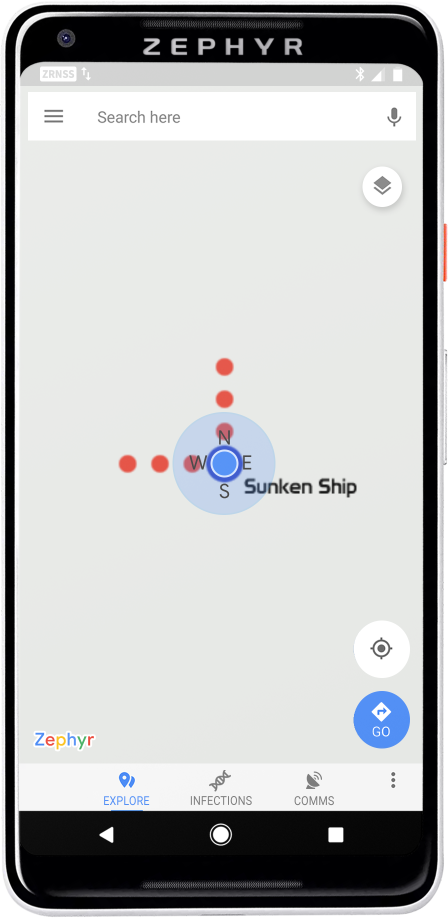 ZEPHYR
ZRNSS
Search here
N
W E
S
Sunken Ship
GO
Zephyr
EXPLORE INFECTIONS COMMS